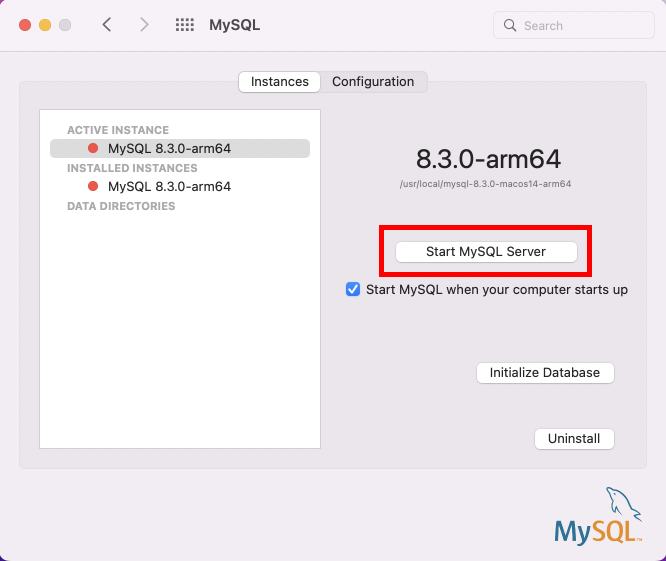 MySQL
Search
Instances
Configuration
ACTIVE INSTANCE
MySQL 8.3.0-arm64
INSTALLED INSTANCES
MySQL 8.3.0-arm64
DATA DIRECTORIES
8.3.0-arm64
/usr/local/mysql-8.3.0-macos14-arm64
Start MySQL Server
Start MySQL when your computer starts up
Initialize Database
Uninstall
MySQL™